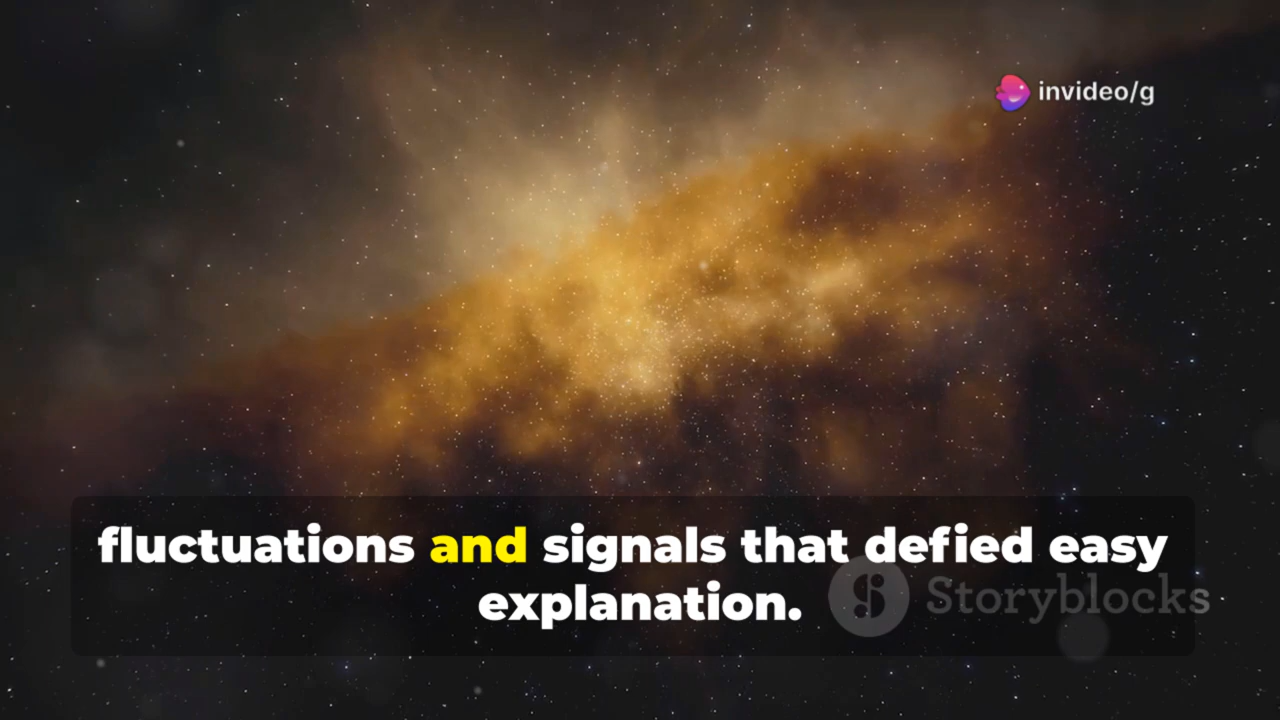 invideo/g
fluctuations and signals that defied easy
explanation.
Storyblocks